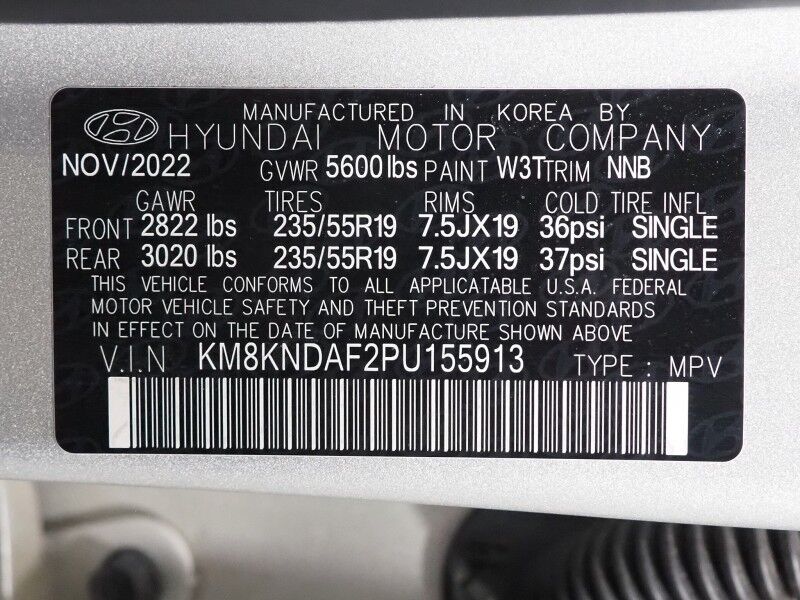 MANUFACTURED IN KOREA BY
HYUNDAI MOTOR COMPANY
NOV/2022 GVWR 5600lbs PAINT W3T TRIM NNB
GAWR TIRES RIMS COLD TIRE INFL
FRONT 2822 lbs 235/55R19 7.5JX19 36psi SINGLE
REAR 3020 lbs 235/55R19 7.5JX19 37psi SINGLE
THIS VEHICLE CONFORMS TO ALL APPLICATABLE U.S.A. FEDERAL
MOTOR VEHICLE SAFETY AND THEFT PREVENTION STANDARDS
IN EFFECT ON THE DATE OF MANUFACTURE SHOWN ABOVE
V.I.N KM8KNDAF2PU155913 TYPE : MPV